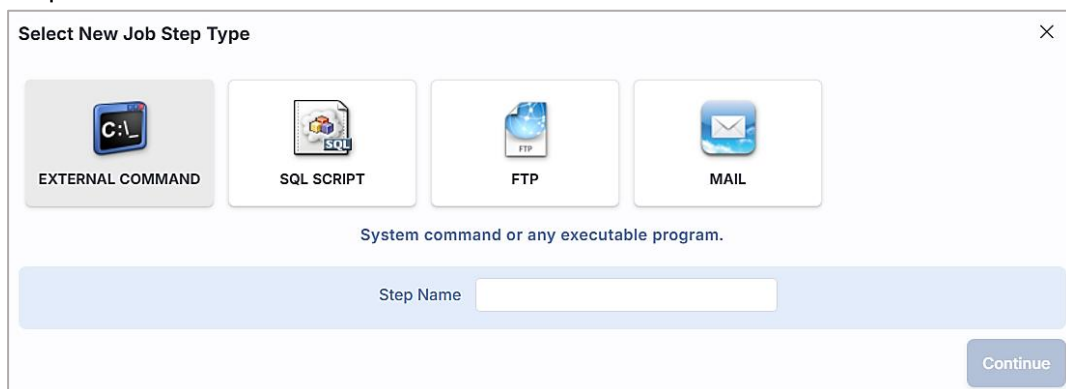 Select New Job Step Type
C:\_
SQL
FTP
EXTERNAL COMMAND
SQL SCRIPT
FTP
MAIL
System command or any executable program.
Step Name
Continue